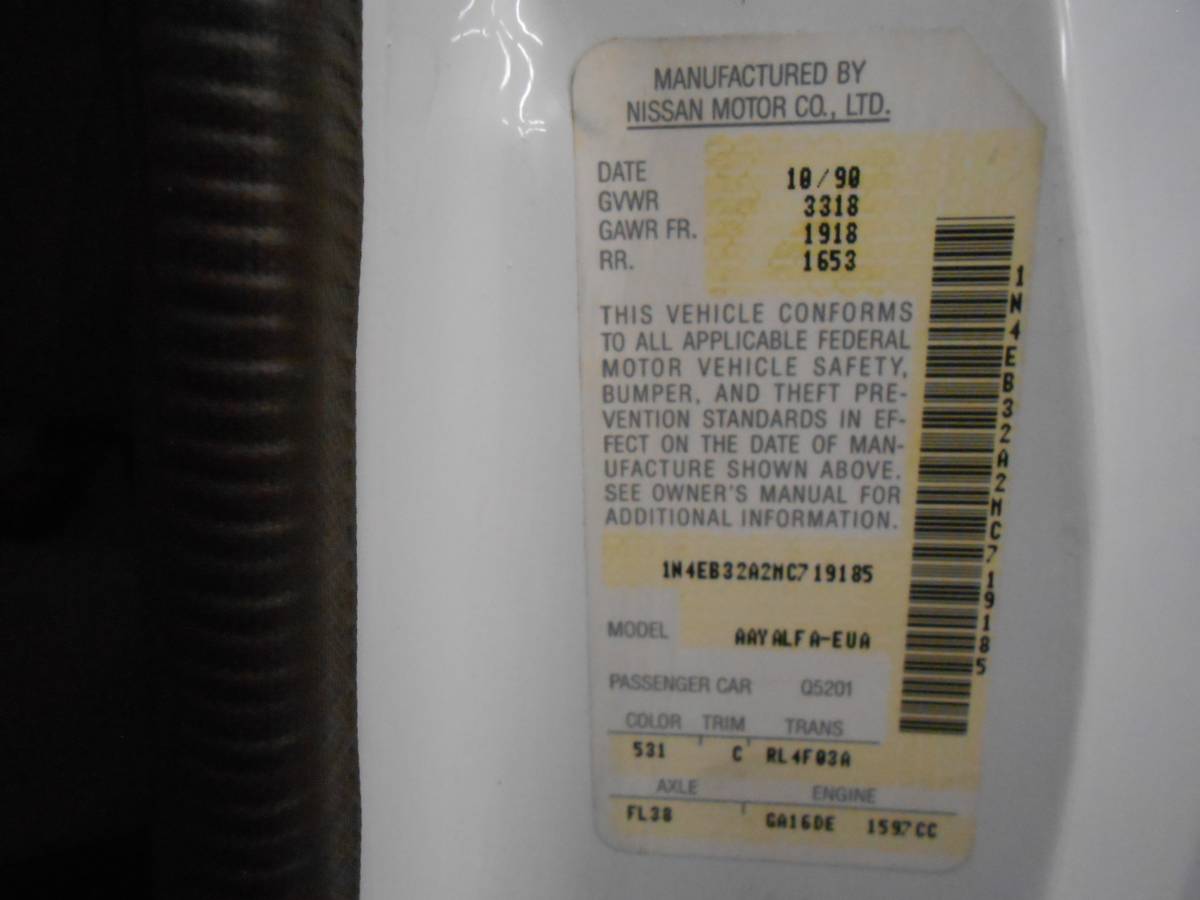 MANUFACTURED BY
NISSAN MOTOR CO., LTD.
DATE 10/90
GVWR 3318
GAWR FR. 1918
RR. 1653
THIS VEHICLE CONFORMS
TO ALL APPLICABLE FEDERAL
MOTOR VEHICLE SAFETY,
BUMPER, AND THEFT PRE-
VENTION STANDARDS IN EF-
FECT ON THE DATE OF MAN-
UFACTURE SHOWN ABOVE.
SEE OWNER'S MANUAL FOR
ADDITIONAL INFORMATION.
1N4EB32A2MC719185
MODEL AAYALFA-EUA
PASSENGER CAR Q5201
COLOR TRIM TRANS
531 C RL4F03A
AXLE ENGINE
FL38 GA16DE 1597CC
1N4EB32A2MC719185